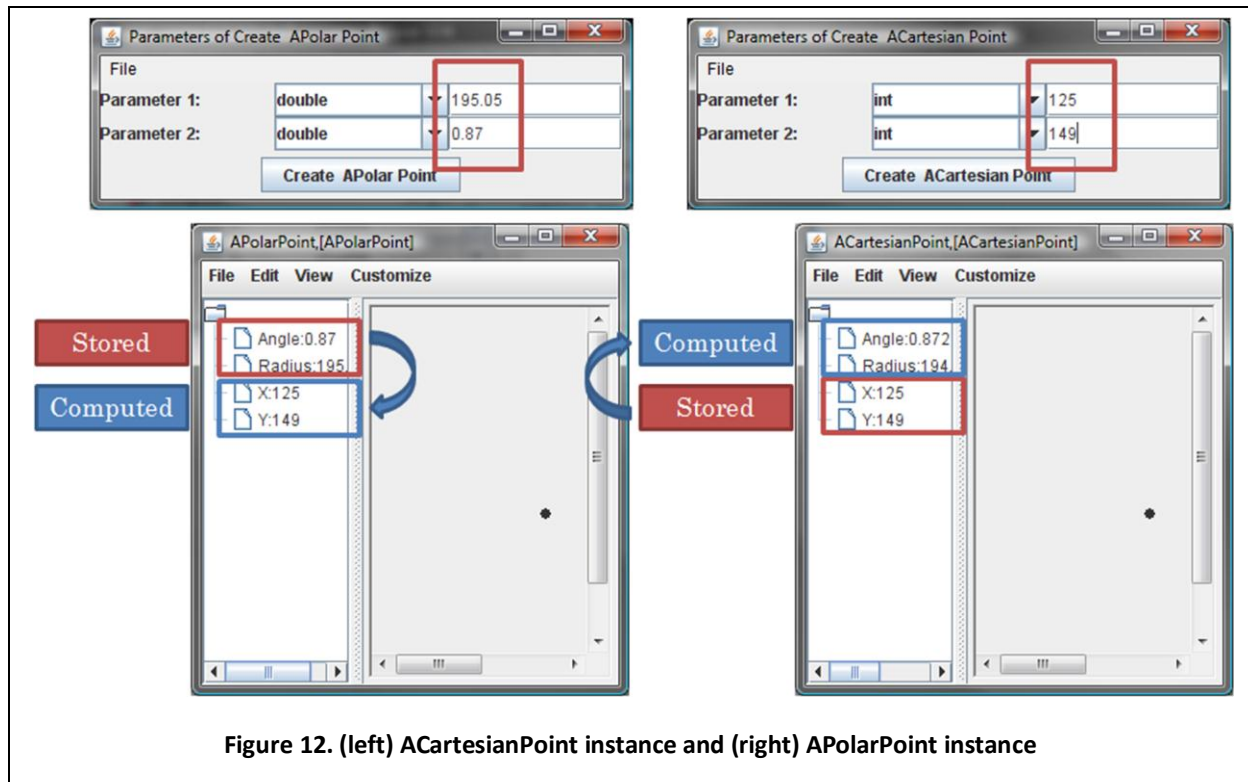 Parameters of Create APolar Point
File
Parameter 1: double 195.05
Parameter 2: double 0.87
Create APolar Point
Parameters of Create ACartesian Point
File
Parameter 1: int 125
Parameter 2: int 149
Create ACartesian Point
APolarPoint,[APolarPoint]
File Edit View Customize
Stored
Computed
Angle:0.87
Radius:195
X:125
Y:149
ACartesianPoint,[ACartesianPoint]
File Edit View Customize
Computed
Stored
Angle:0.872
Radius:194
X:125
Y:149
Figure 12. (left) ACartesianPoint instance and (right) APolarPoint instance